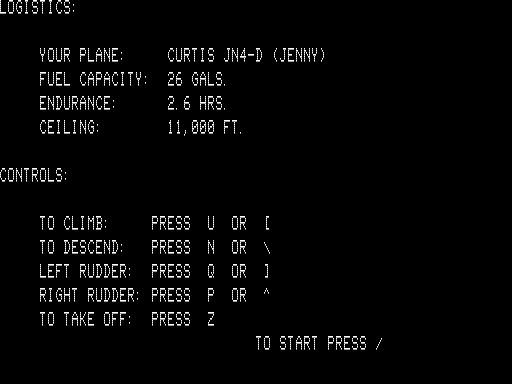 LOGISTICS:
YOUR PLANE: CURTIS JN4-D (JENNY)
FUEL CAPACITY: 26 GALS.
ENDURANCE: 2.6 HRS.
CEILING: 11,000 FT.
CONTROLS:
TO CLIMB: PRESS U OR [
TO DESCEND: PRESS N OR \
LEFT RUDDER: PRESS Q OR ]
RIGHT RUDDER: PRESS P OR ^
TO TAKE OFF: PRESS Z
TO START PRESS /